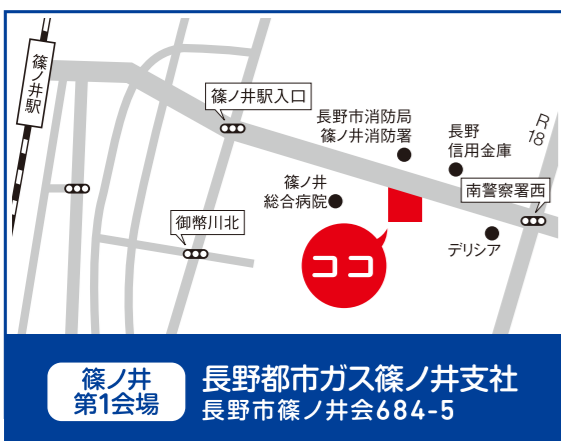 篠ノ井駅
篠ノ井駅入口
長野市消防局
篠ノ井消防署
長野
信用金庫
R
18
篠ノ井
総合病院
南警察署西
御幣川北
デリシア
ココ
篠ノ井
第1会場
長野都市ガス篠ノ井支社
長野市篠ノ井会684-5